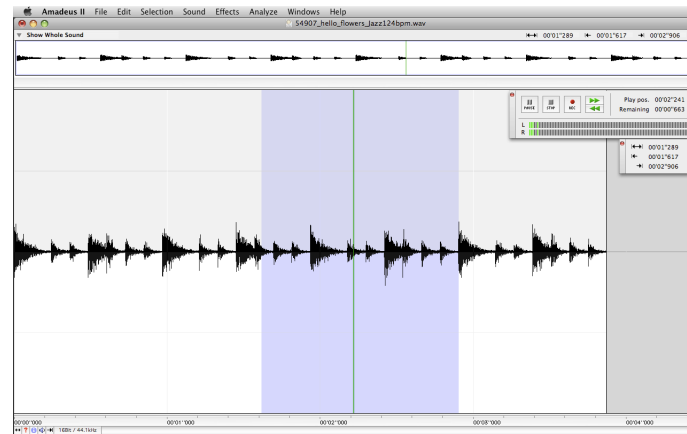 Amadeus II File Edit Selection Sound Effects Analyze Windows Help
54907_hello_flowers_Jazz124bpm.wav
Show Whole Sound 00'01"289 00'01"617 00'02"906
PAUSE STOP REC
Play pos. 00'02"241
Remaining 00'00"663
L
R
00'01"289
00'01"617
00'02"906
00'00"000 00'01"000 00'02"000 00'03"000 00'04"000
16Bit / 44.1kHz